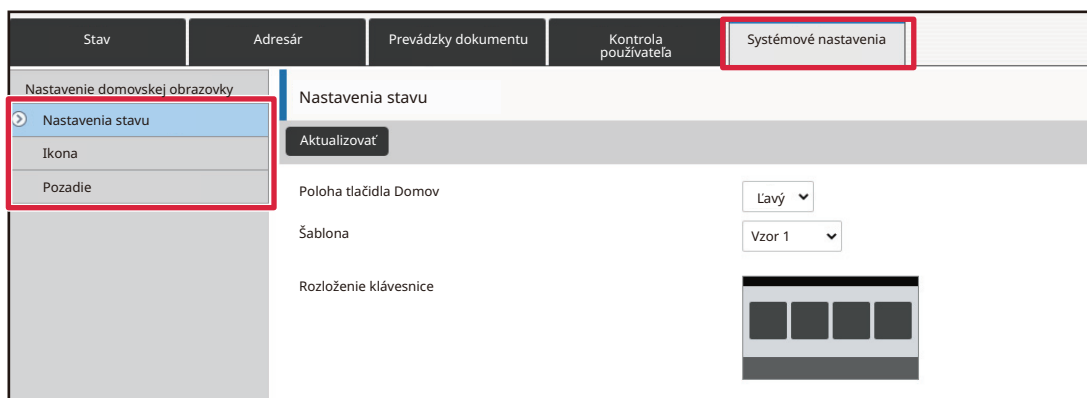 Stav
Adresár
Prevádzky dokumentu
Kontrola
používateľa
Systémové nastavenia
Nastavenie domovskej obrazovky
Nastavenia stavu
Ikona
Pozadie
Nastavenia stavu
Aktualizovať
Poloha tlačidla Domov
Ľavý
Šablona
Vzor 1
Rozloženie klávesnice